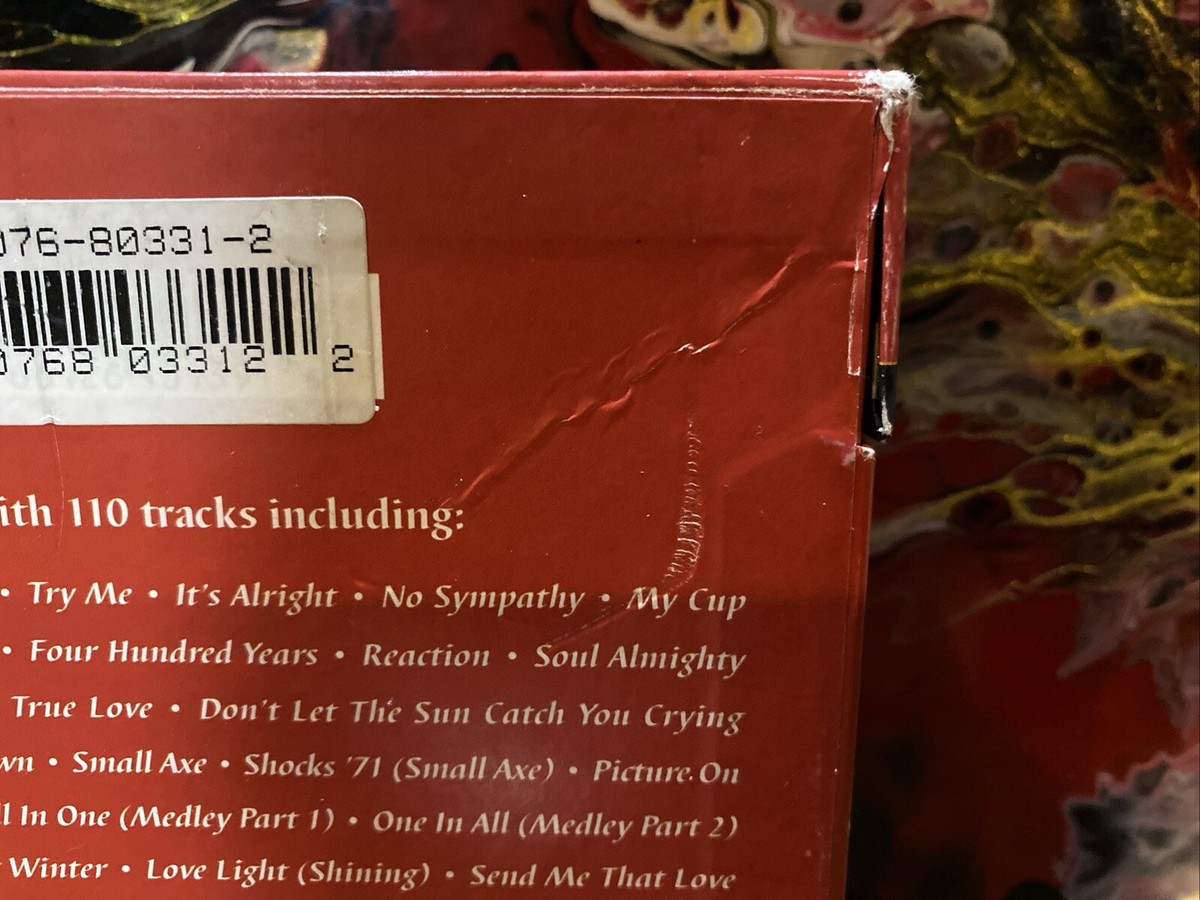 076-80331-2
0768 03312 2
ith 110 tracks including:
• Try Me • It's Alright • No Sympathy • My Cup
• Four Hundred Years • Reaction • Soul Almighty
True Love • Don't Let The Sun Catch You Crying
wn • Small Axe • Shocks '71 (Small Axe) • Picture On
ll In One (Medley Part 1) • One In All (Medley Part 2)
Winter • Love Light (Shining) • Send Me That Love